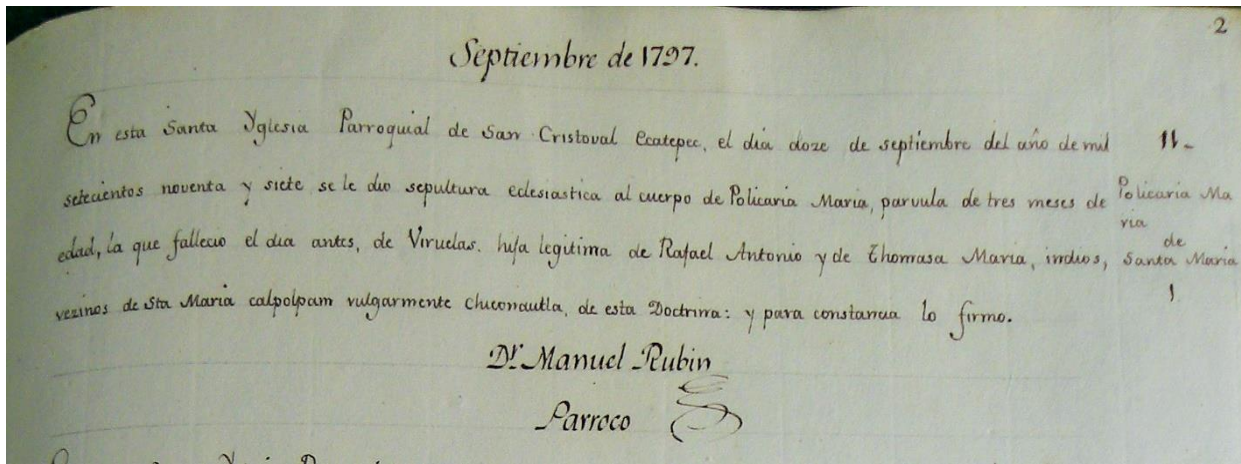 2
Septiembre de 1797.
En esta Santa Yglesia Parroquial de San Cristoval Ecatepec, el dia doze de septiembre del año de mil
11-
setecientos noventa y siete se le dio sepultura eclesiastica al cuerpo de Policaria Maria, parvula de tres meses de
Policaria Ma
ria
edad, la que fallecio el dia antes, de Viruelas. hija legitima de Rafael Antonio y de Thomasa Maria, indios,
de
Santa Maria
1
vezinos de Sta Maria calpolpam vulgarmente chiconautla, de esta Doctrina: y para constancia lo firmo.
Dr. Manuel Rubin
Parroco